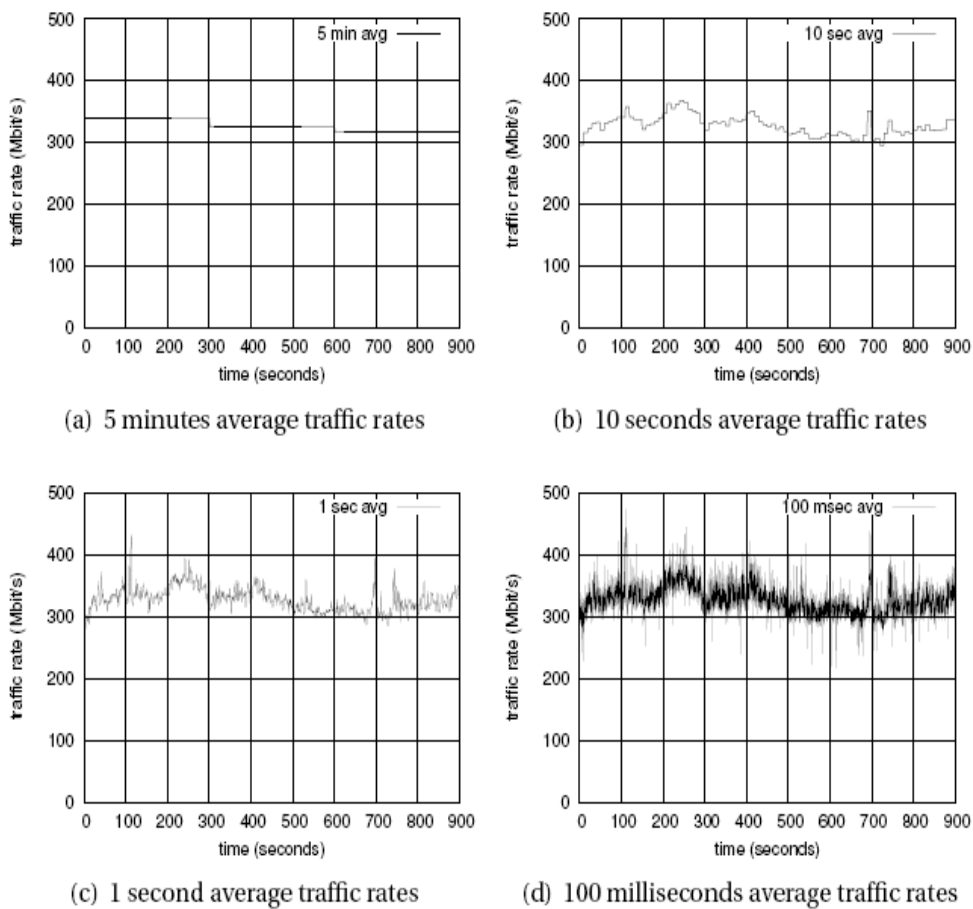 500
400
300
200
100
0
traffic rate (Mbit/s)
5 min avg
0 100 200 300 400 500 600 700 800 900
time (seconds)
(a) 5 minutes average traffic rates
500
400
300
200
100
0
traffic rate (Mbit/s)
10 sec avg
0 100 200 300 400 500 600 700 800 900
time (seconds)
(b) 10 seconds average traffic rates
500
400
300
200
100
0
traffic rate (Mbit/s)
1 sec avg
0 100 200 300 400 500 600 700 800 900
time (seconds)
(c) 1 second average traffic rates
500
400
300
200
100
0
traffic rate (Mbit/s)
100 msec avg
0 100 200 300 400 500 600 700 800 900
time (seconds)
(d) 100 milliseconds average traffic rates